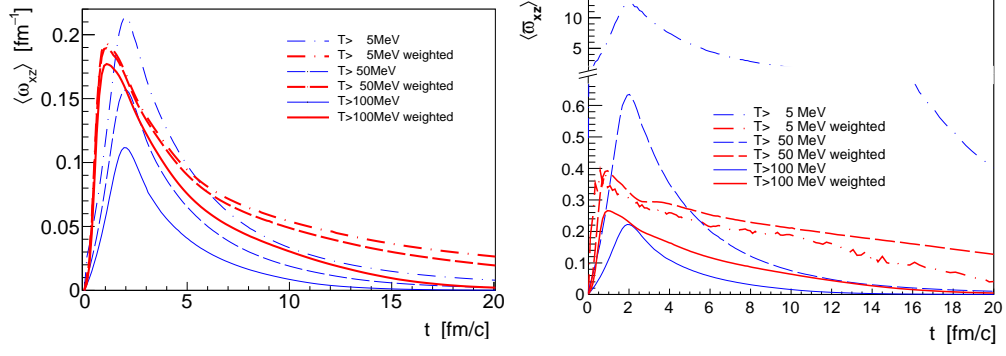 ⟨ω_xz⟩ [fm⁻¹]
0.2
0.15
0.1
0.05
0
T> 5MeV
T> 5MeV weighted
T> 50MeV
T> 50MeV weighted
T>100MeV
T>100MeV weighted
0 5 10 15 20
t [fm/c]
⟨ϖ_xz⟩
10
5
0.6
0.5
0.4
0.3
0.2
0.1
0
T> 5 MeV
T> 5 MeV weighted
T> 50 MeV
T> 50 MeV weighted
T>100 MeV
T>100 MeV weighted
0 2 4 6 8 10 12 14 16 18 20
t [fm/c]